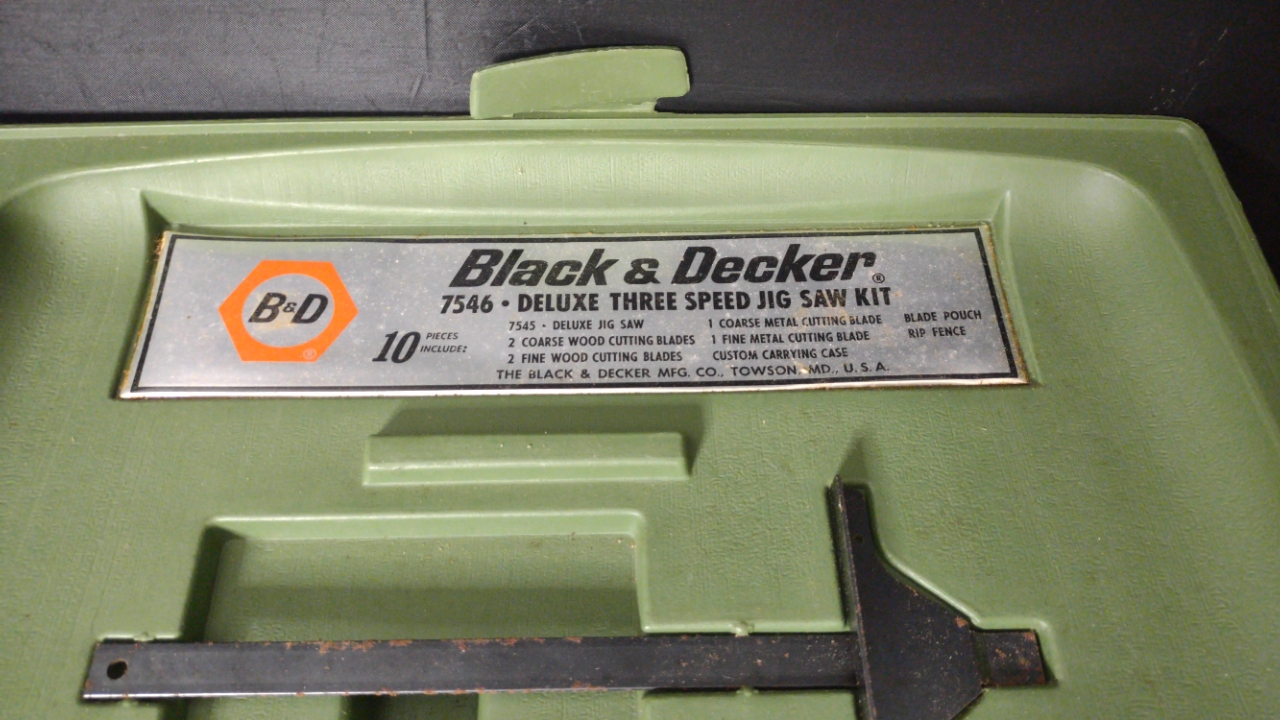 B&D
®
Black & Decker®
7546 • DELUXE THREE SPEED JIG SAW KIT
10 PIECES INCLUDE:
7545 - DELUXE JIG SAW
2 COARSE WOOD CUTTING BLADES
2 FINE WOOD CUTTING BLADES
1 COARSE METAL CUTTING BLADE
1 FINE METAL CUTTING BLADE
CUSTOM CARRYING CASE
BLADE POUCH
RIP FENCE
THE BLACK & DECKER MFG. CO., TOWSON, MD., U.S.A.